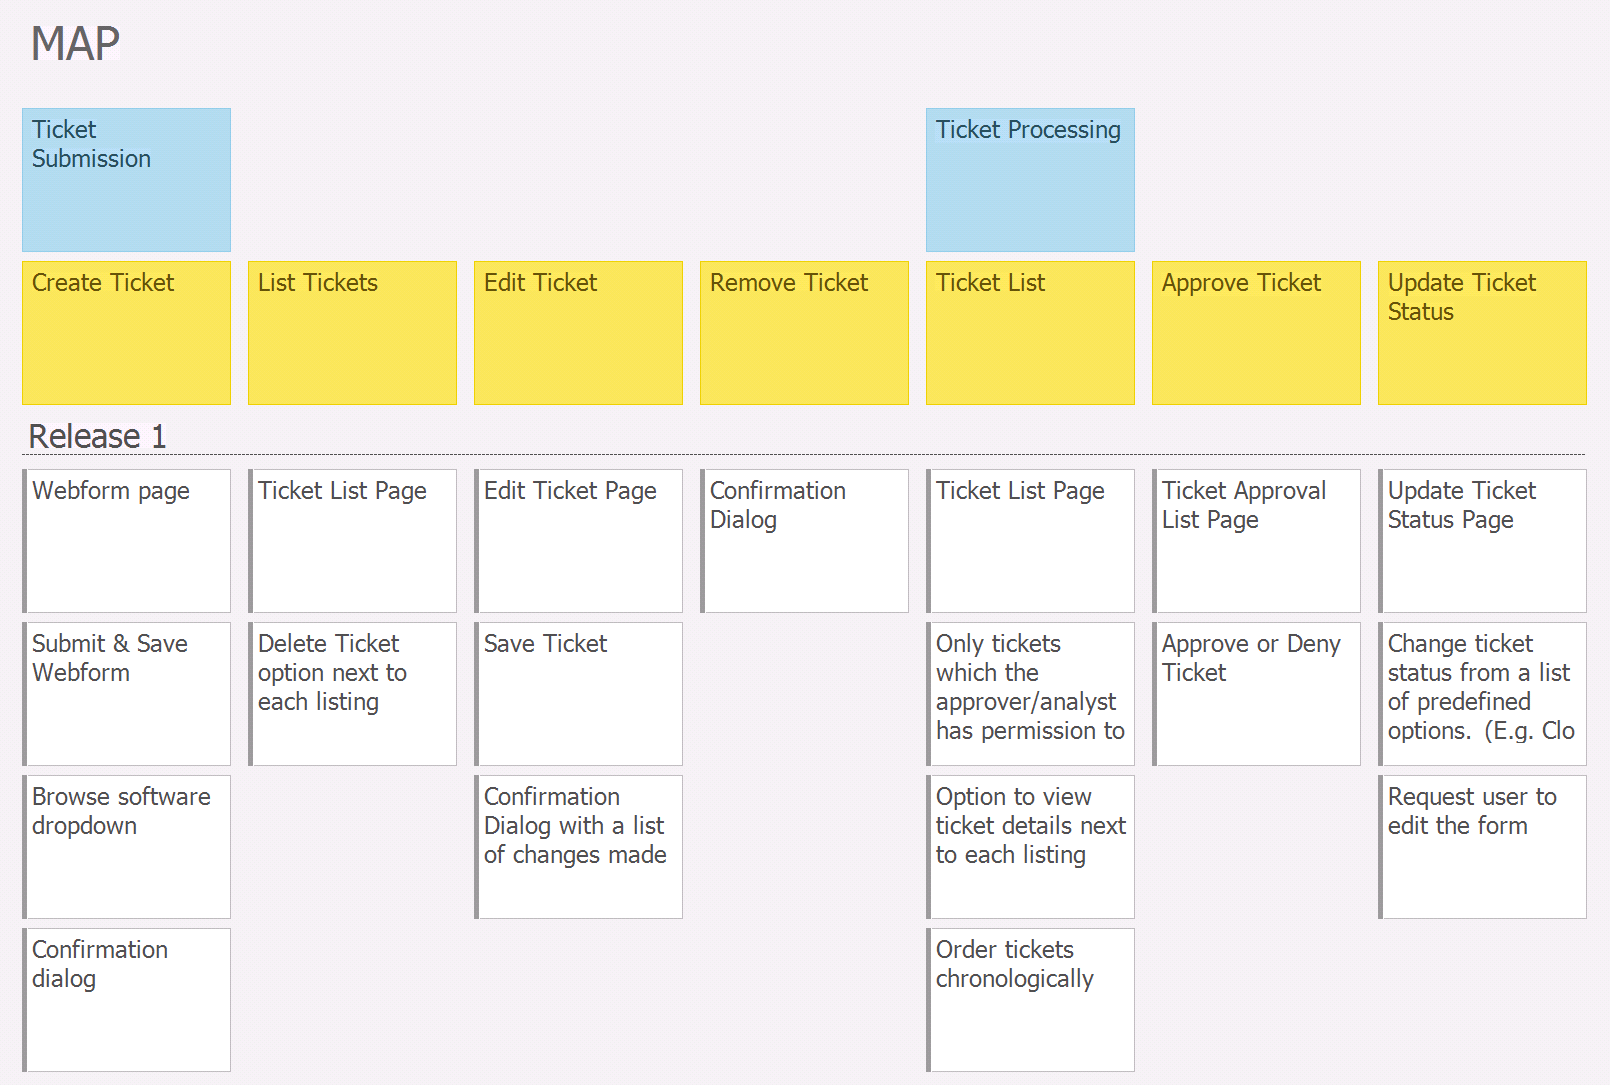 MAP
Ticket
Submission
Ticket Processing
Create Ticket
List Tickets
Edit Ticket
Remove Ticket
Ticket List
Approve Ticket
Update Ticket
Status
Release 1
Webform page
Ticket List Page
Edit Ticket Page
Confirmation
Dialog
Ticket List Page
Ticket Approval
List Page
Update Ticket
Status Page
Submit & Save
Webform
Delete Ticket
option next to
each listing
Save Ticket
Only tickets
which the
approver/analyst
has permission to
Approve or Deny
Ticket
Change ticket
status from a list
of predefined
options.  (E.g. Clo
Browse software
dropdown
Confirmation
Dialog with a list
of changes made
Option to view
ticket details next
to each listing
Request user to
edit the form
Confirmation
dialog
Order tickets
chronologically